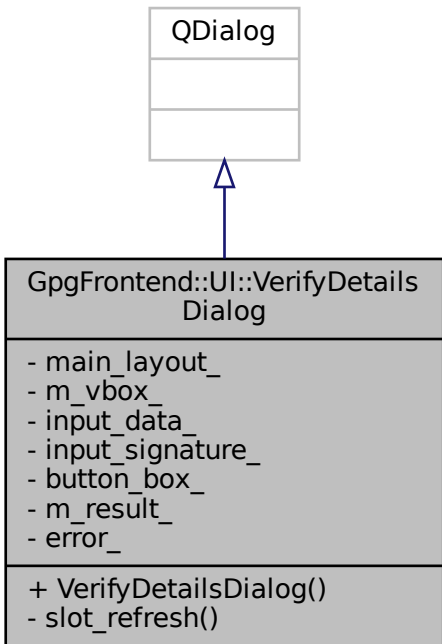 QDialog
GpgFrontend::UI::VerifyDetails
Dialog
- main_layout_
- m_vbox_
- input_data_
- input_signature_
- button_box_
- m_result_
- error_
+ VerifyDetailsDialog()
- slot_refresh()